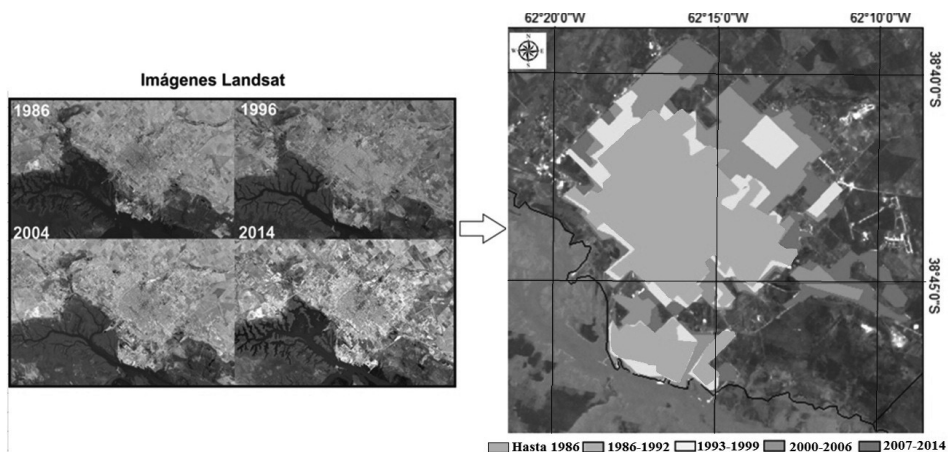 Imágenes Landsat
1986
1996
2004
2014
62°20'0"W
62°15'0"W
62°10'0"W
N
W
E
S
38°40'0"S
38°45'0"S
Hasta 1986
1986-1992
1993-1999
2000-2006
2007-2014